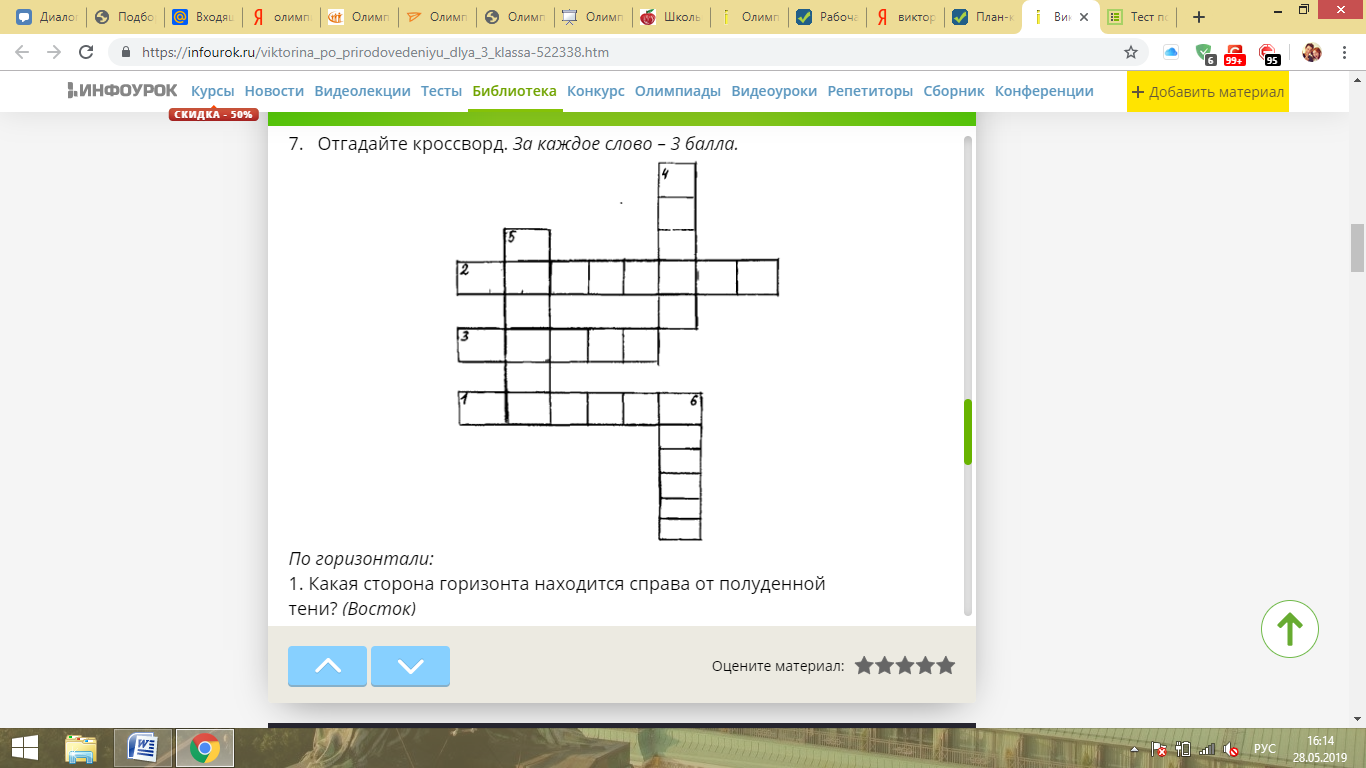 Диалог
Подбо
Входящ
олимп
Олимп
Олимп
Олимп
Олимп
Школь
Олимп
Рабоча
виктор
План-к
Вик
Тест по
https://infourok.ru/viktorina_po_prirodovedeniyu_dlya_3_klassa-522338.htm
6
99+
95
ИНФОУРОК
Курсы Новости Видеолекции Тесты Библиотека Конкурс Олимпиады Видеоуроки Репетиторы Сборник Конференции
+ Добавить материал
СКИДКА - 50%
7. Отгадайте кроссворд. За каждое слово – 3 балла.
4
5
2
3
1
6
По горизонтали:
1. Какая сторона горизонта находится справа от полуденной
тени? (Восток)
Оцените материал:
РУС
16:14
28.05.2019